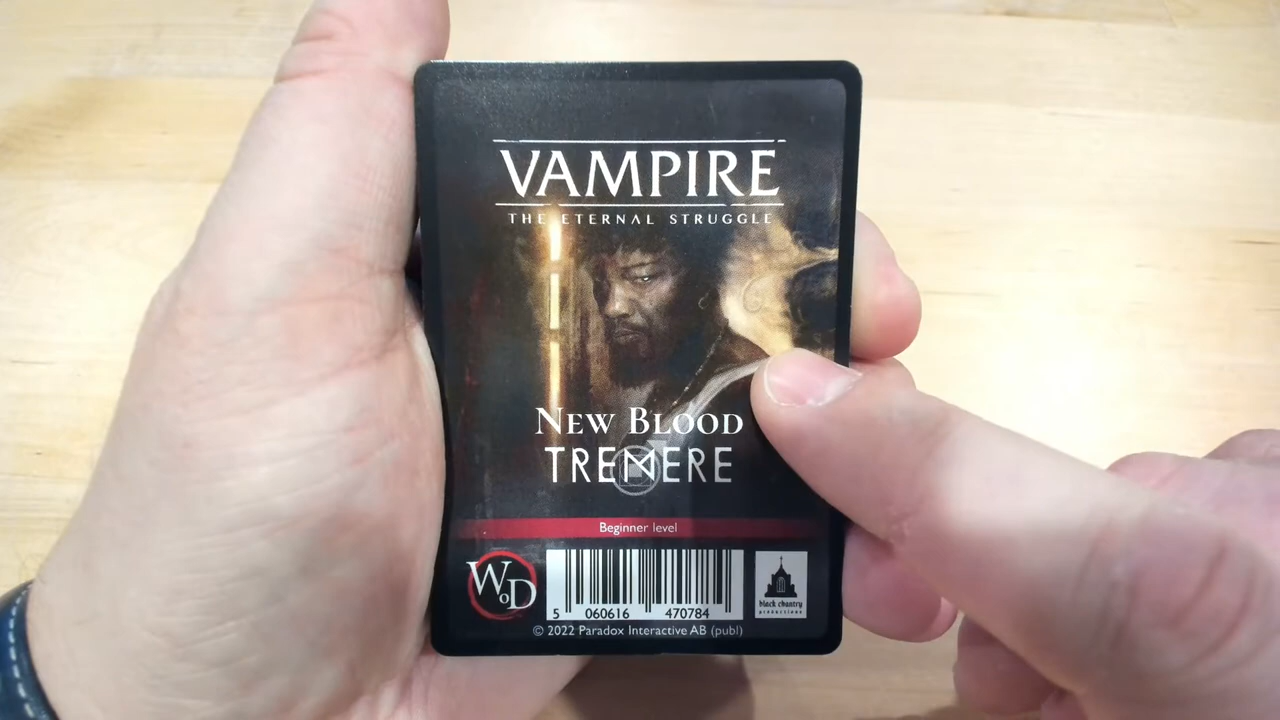 VAMPIRE
THE ETERNAL STRUGGLE
NEW BLOOD
TREMERE
Beginner level
WoD
5 060616 470784
black chantry
productions
© 2022 Paradox Interactive AB (publ)